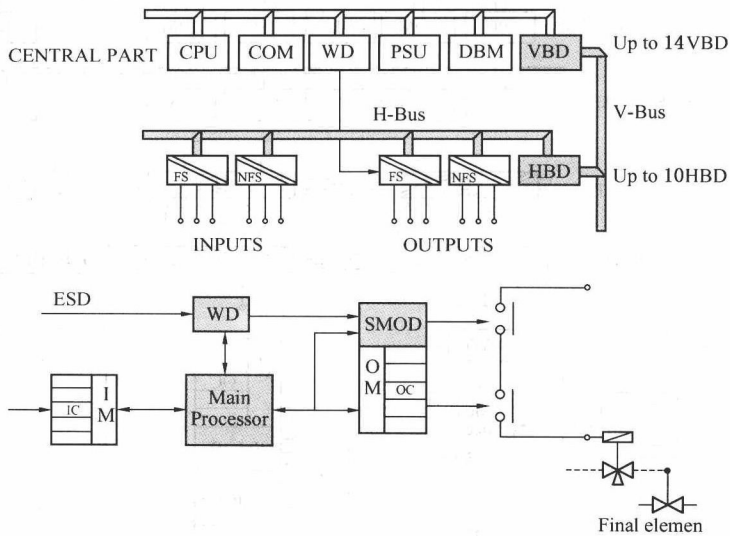 CENTRAL PART
CPU
COM
WD
PSU
DBM
VBD
Up to 14VBD
H-Bus
V-Bus
FS
NFS
FS
NFS
HBD
Up to 10HBD
INPUTS
OUTPUTS
ESD
WD
SMOD
IC
I
M
Main
Processor
O
M
OC
Final elemen